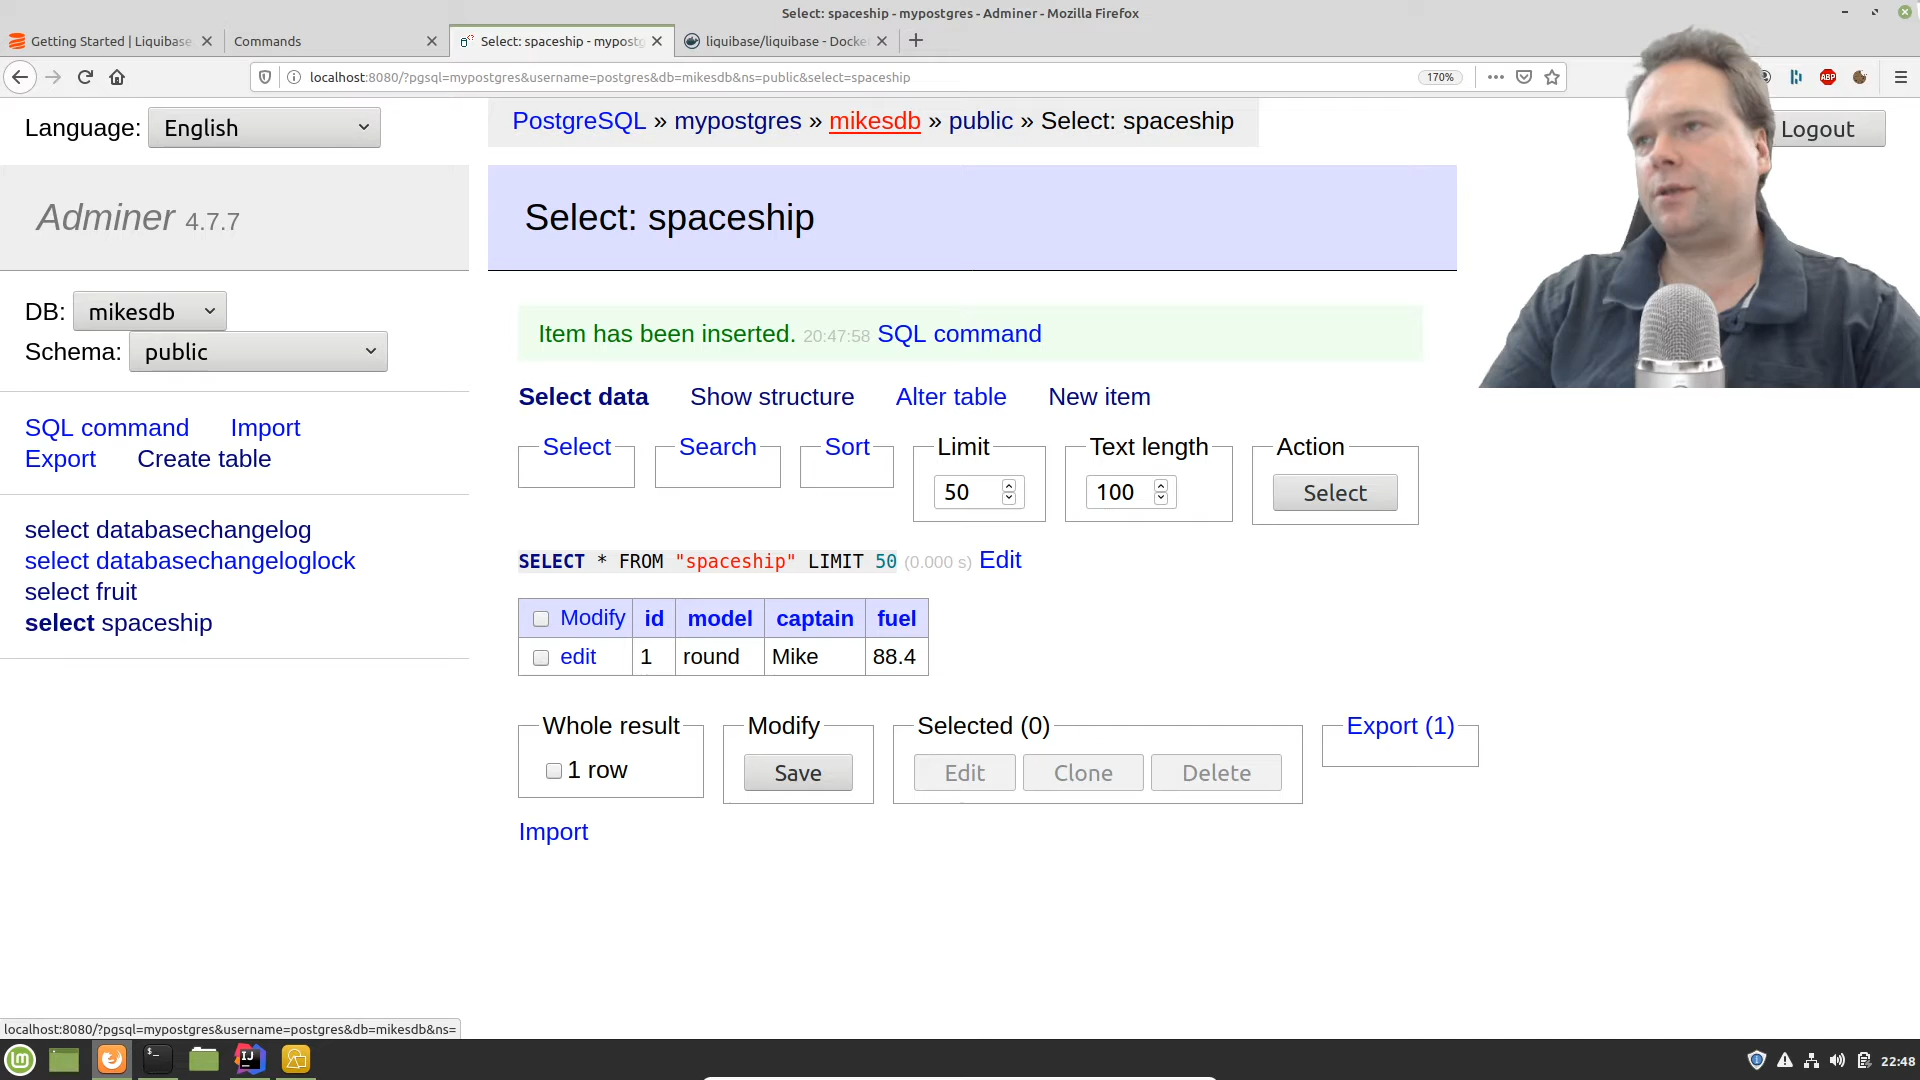 Select: spaceship - mypostgres - Adminer - Mozilla Firefox
Getting Started | Liquibase
Commands
Select: spaceship - mypostg
liquibase/liquibase - Docke
localhost:8080/?pgsql=mypostgres&username=postgres&db=mikesdb&ns=public&select=spaceship
170%
ABP
Language: English
PostgreSQL » mypostgres » mikesdb » public » Select: spaceship
Logout
Adminer 4.7.7
Select: spaceship
DB: mikesdb
Schema: public
Item has been inserted. 20:47:58 SQL command
Select data Show structure Alter table New item
SQL command Import
Export Create table
Select Search Sort Limit Text length Action
50 100 Select
select databasechangelog
select databasechangeloglock
select fruit
select spaceship
SELECT * FROM "spaceship" LIMIT 50 (0.000 s) Edit
Modify id model captain fuel
edit 1 round Mike 88.4
Whole result Modify Selected (0) Export (1)
1 row Save Edit Clone Delete
Import
localhost:8080/?pgsql=mypostgres&username=postgres&db=mikesdb&ns=
22:48